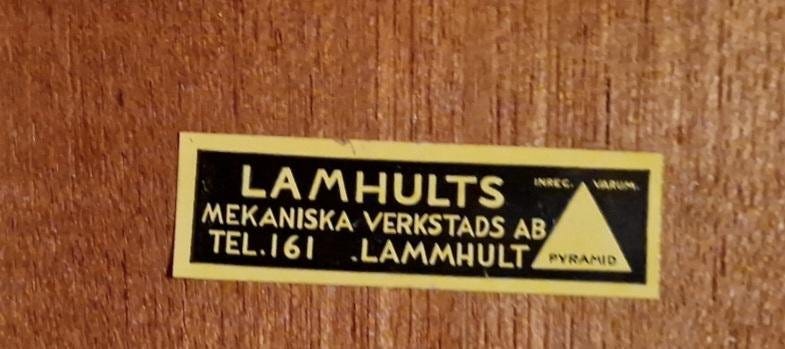 LAMHULTS
INREG. VARUM.
MEKANISKA VERKSTADS AB
TEL.161 .LAMMHULT
PYRAMID